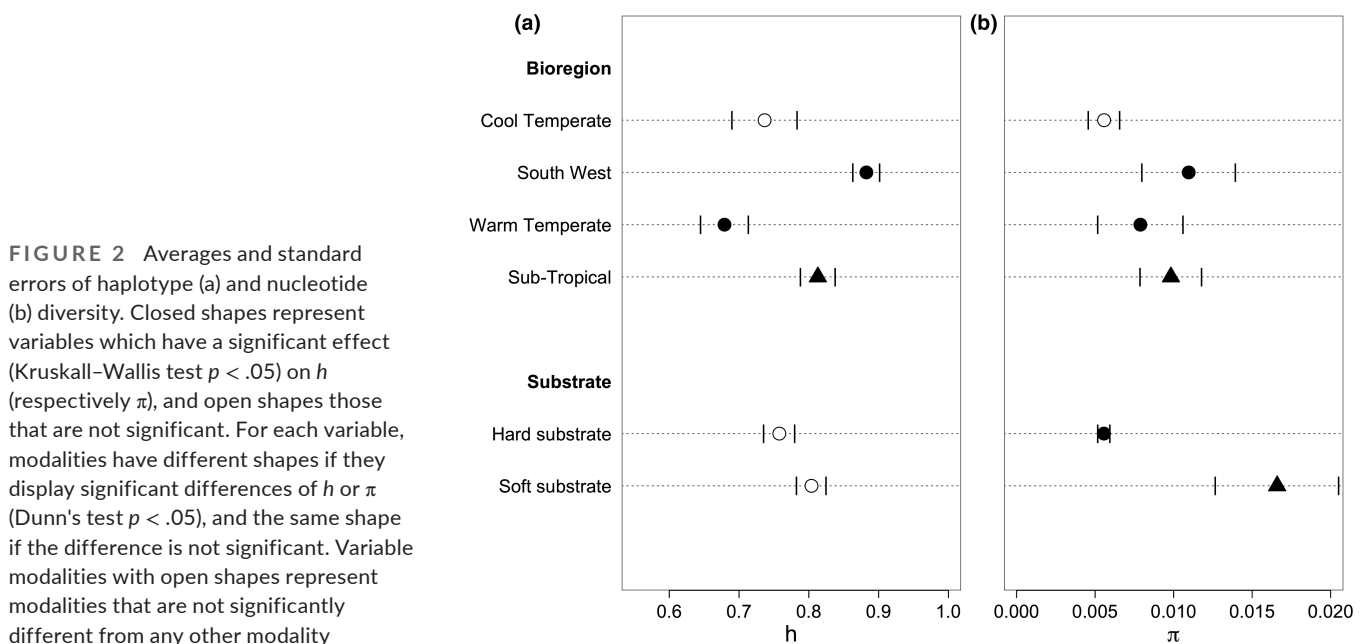 FIGURE 2 Averages and standard
errors of haplotype (a) and nucleotide
(b) diversity. Closed shapes represent
variables which have a significant effect
(Kruskall–Wallis test p < .05) on h
(respectively π), and open shapes those
that are not significant. For each variable,
modalities have different shapes if they
display significant differences of h or π
(Dunn's test p < .05), and the same shape
if the difference is not significant. Variable
modalities with open shapes represent
modalities that are not significantly
different from any other modality
(a)
(b)
Bioregion
Cool Temperate
South West
Warm Temperate
Sub-Tropical
Substrate
Hard substrate
Soft substrate
0.6 0.7 0.8 0.9 1.0
h
0.000 0.005 0.010 0.015 0.020
π